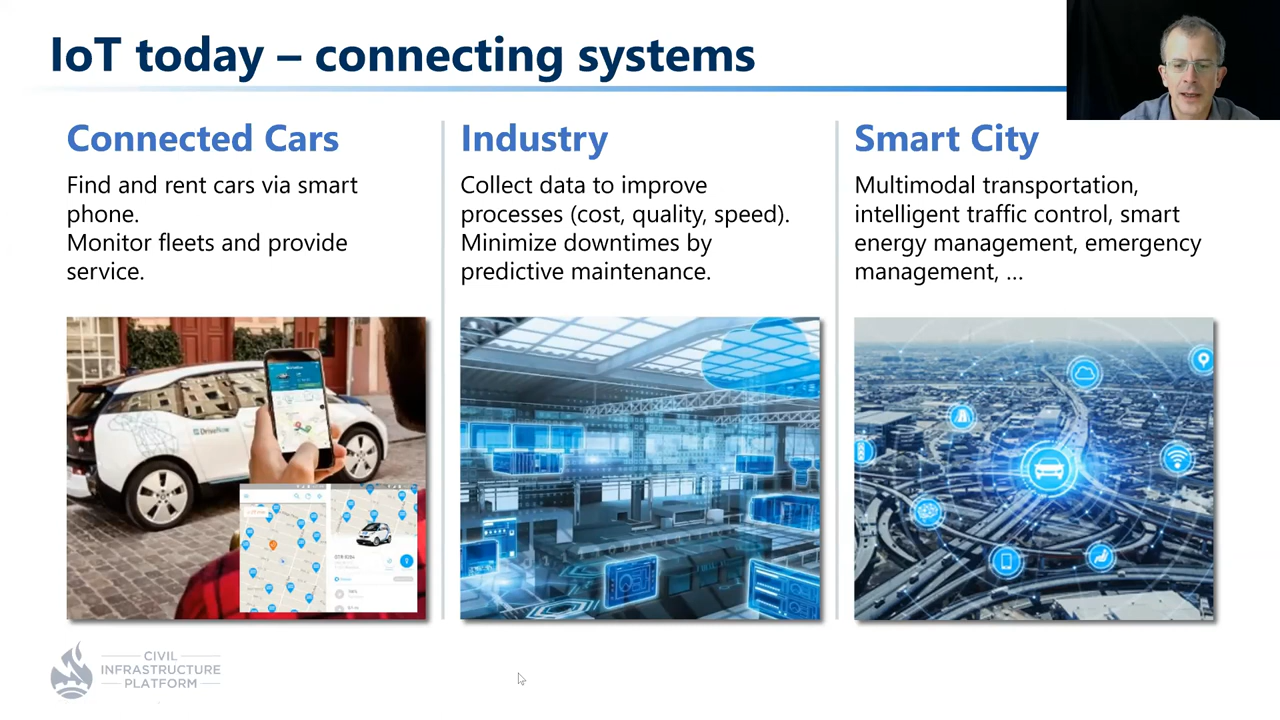 IoT today – connecting systems
Connected Cars
Find and rent cars via smart
phone.
Monitor fleets and provide
service.
Industry
Collect data to improve
processes (cost, quality, speed).
Minimize downtimes by
predictive maintenance.
Smart City
Multimodal transportation,
intelligent traffic control, smart
energy management, emergency
management, ...
DriveNow
CIVIL
INFRASTRUCTURE
PLATFORM